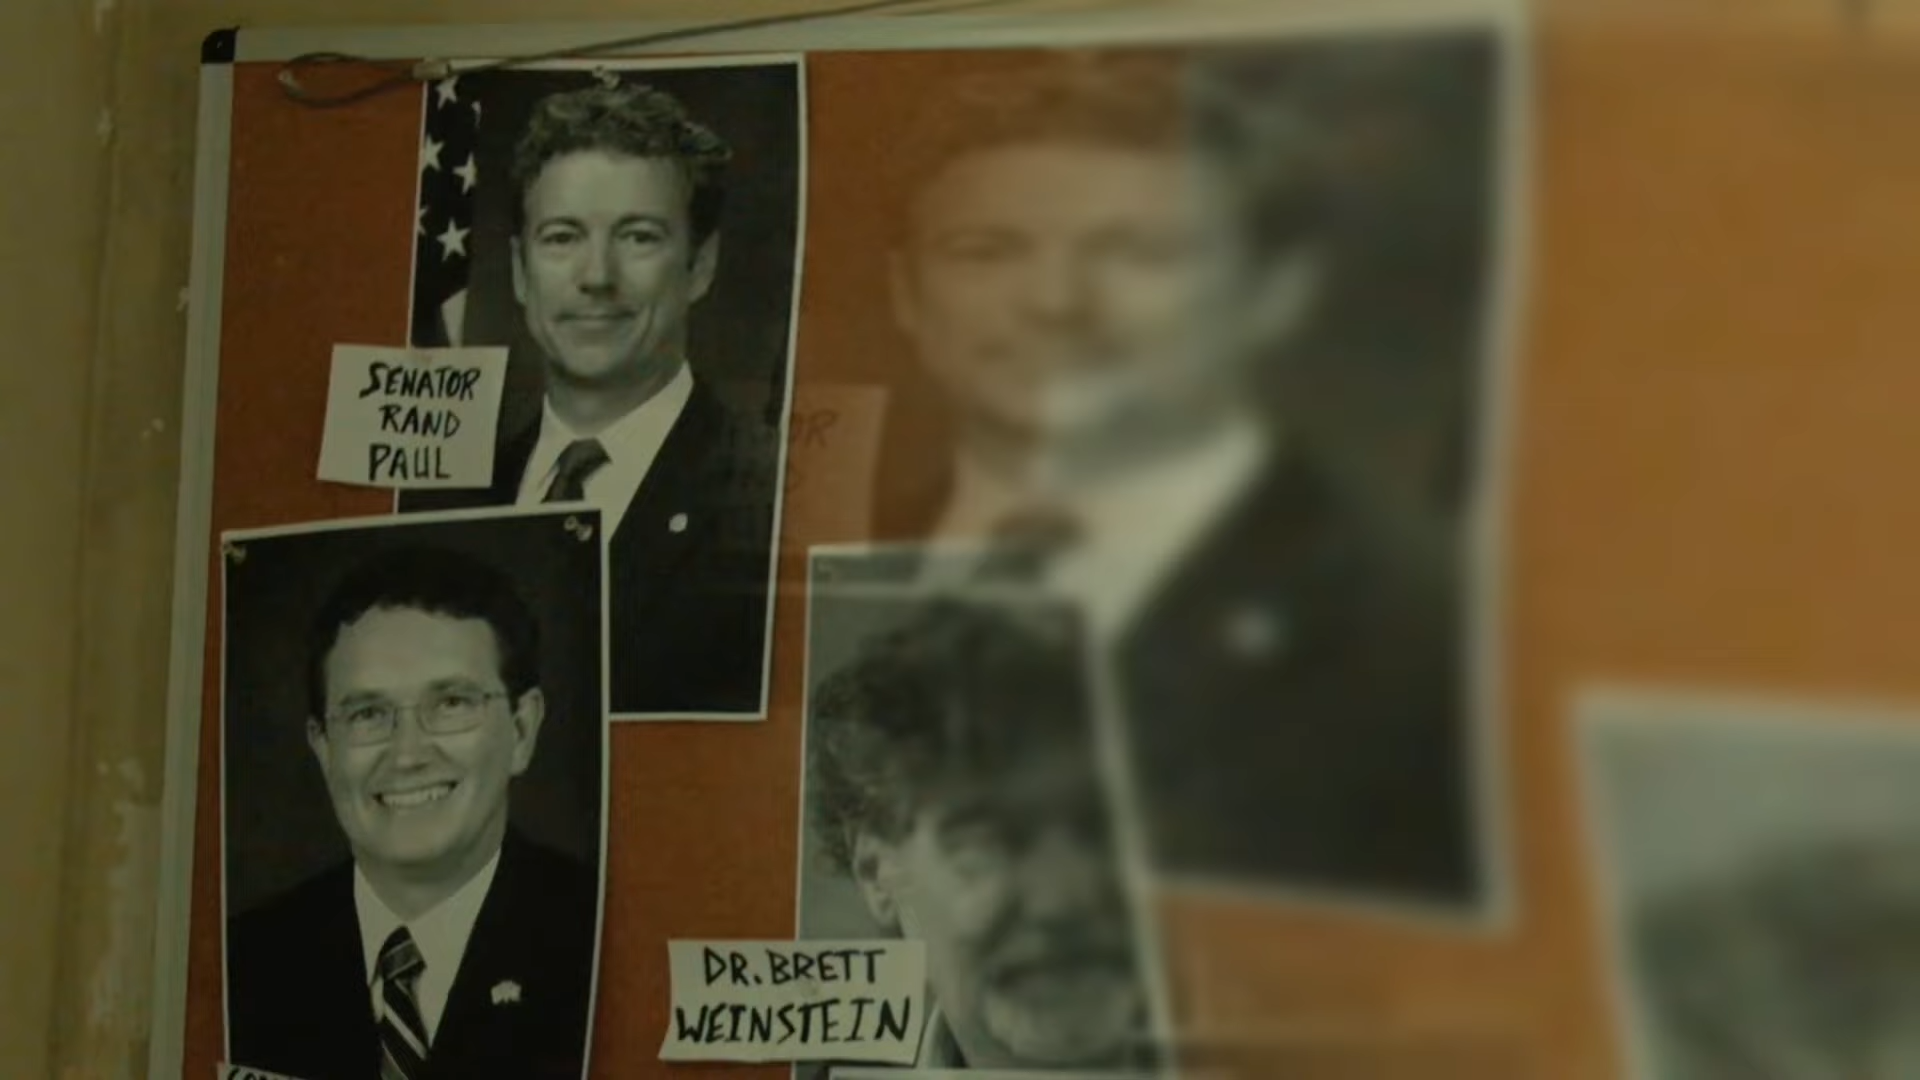 SENATOR
RAND
PAUL
DR. BRETT
WEINSTEIN